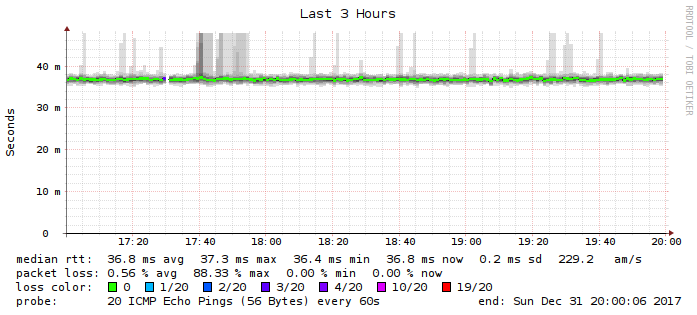 Last 3 Hours
RRDTOOL / TOBI OETIKER
Seconds
40 m
30 m
20 m
10 m
0
17:20 17:40 18:00 18:20 18:40 19:00 19:20 19:40 20:00
median rtt: 36.8 ms avg 37.3 ms max 36.4 ms min 36.8 ms now 0.2 ms sd 229.2 am/s
packet loss: 0.56 % avg 88.33 % max 0.00 % min 0.00 % now
loss color: 0 1/20 2/20 3/20 4/20 10/20 19/20
probe: 20 ICMP Echo Pings (56 Bytes) every 60s end: Sun Dec 31 20:00:06 2017